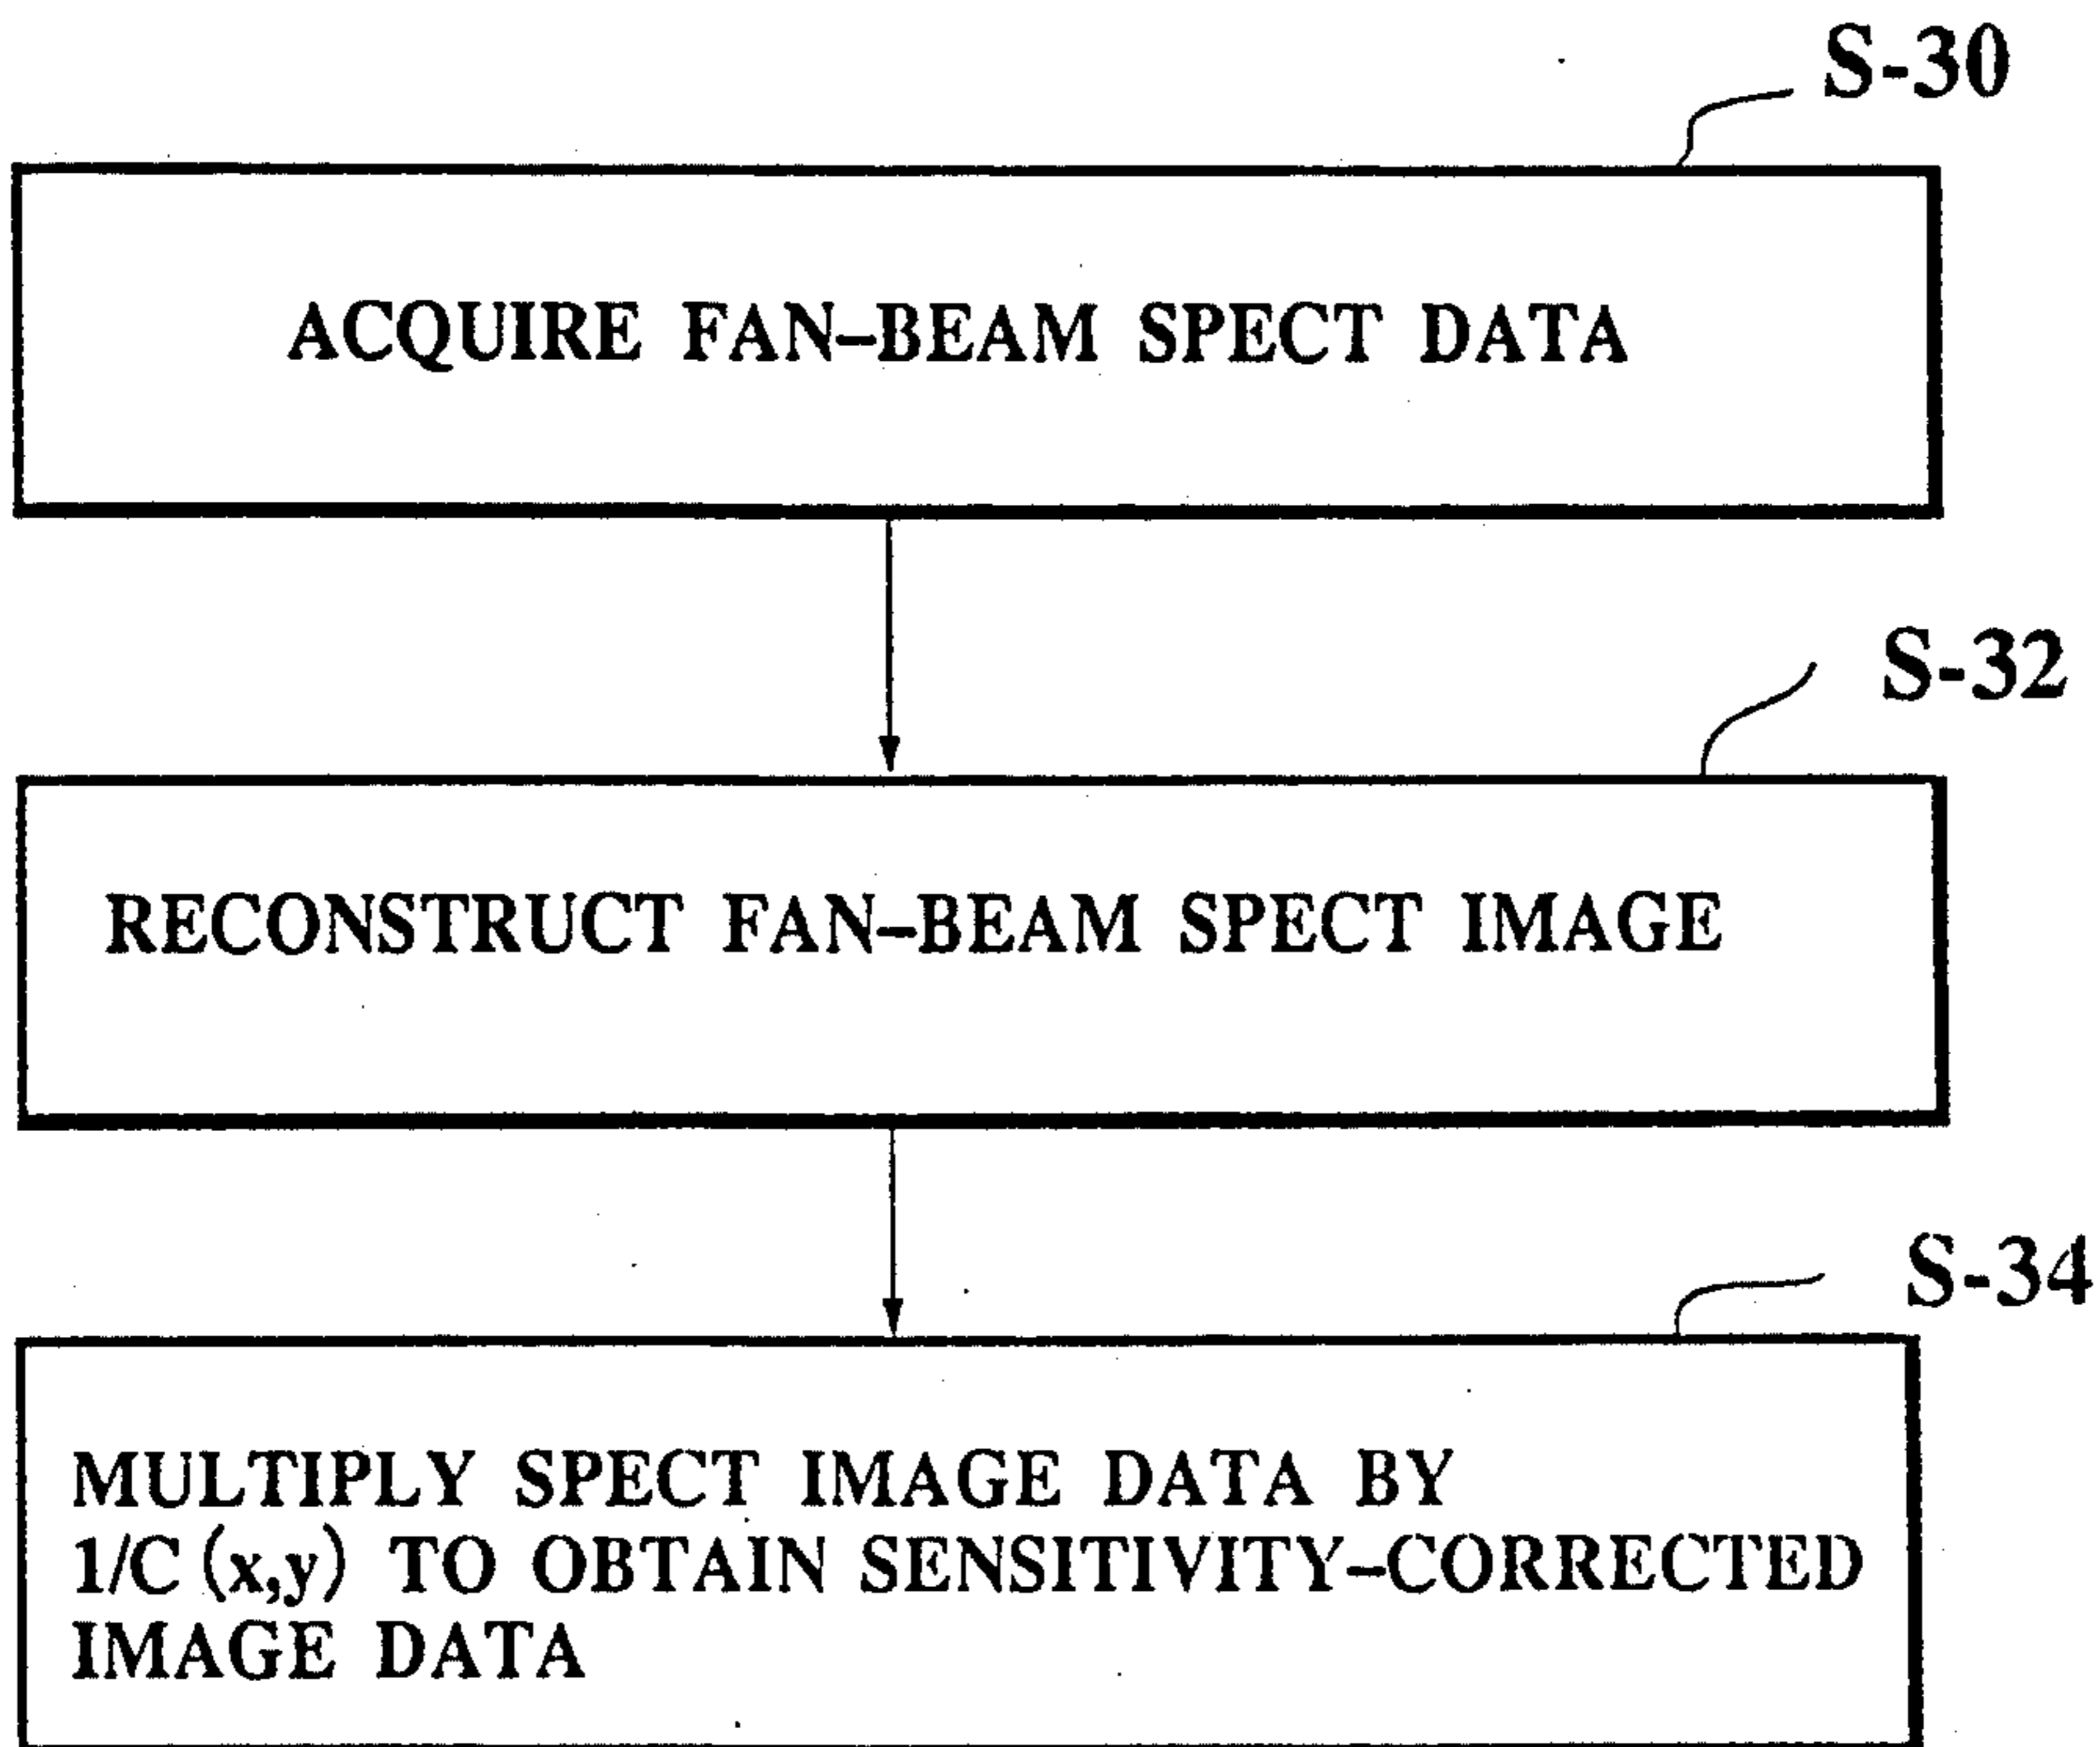 S-30
ACQUIRE FAN-BEAM SPECT DATA
S-32
RECONSTRUCT FAN-BEAM SPECT IMAGE
S-34
MULTIPLY SPECT IMAGE DATA BY
1/C (x,y) TO OBTAIN SENSITIVITY-CORRECTED
IMAGE DATA